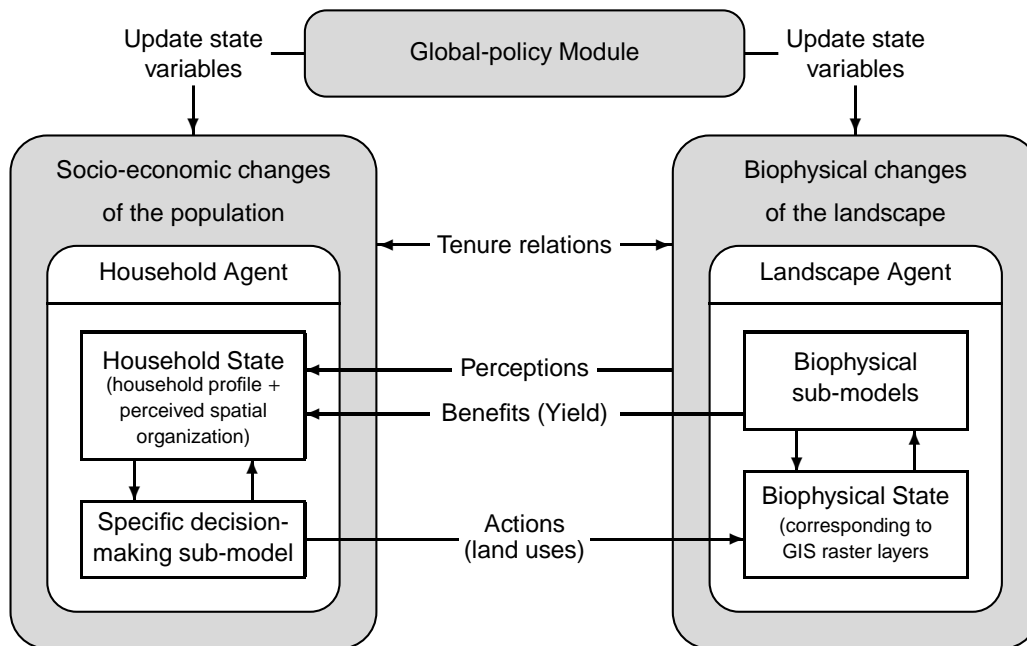 Update state
variables
Global-policy Module
Update state
variables
Socio-economic changes
of the population
Biophysical changes
of the landscape
Tenure relations
Household Agent
Landscape Agent
Household State
(household profile +
perceived spatial
organization)
Perceptions
Benefits (Yield)
Biophysical
sub-models
Specific decision-
making sub-model
Actions
(land uses)
Biophysical State
(corresponding to
GIS raster layers